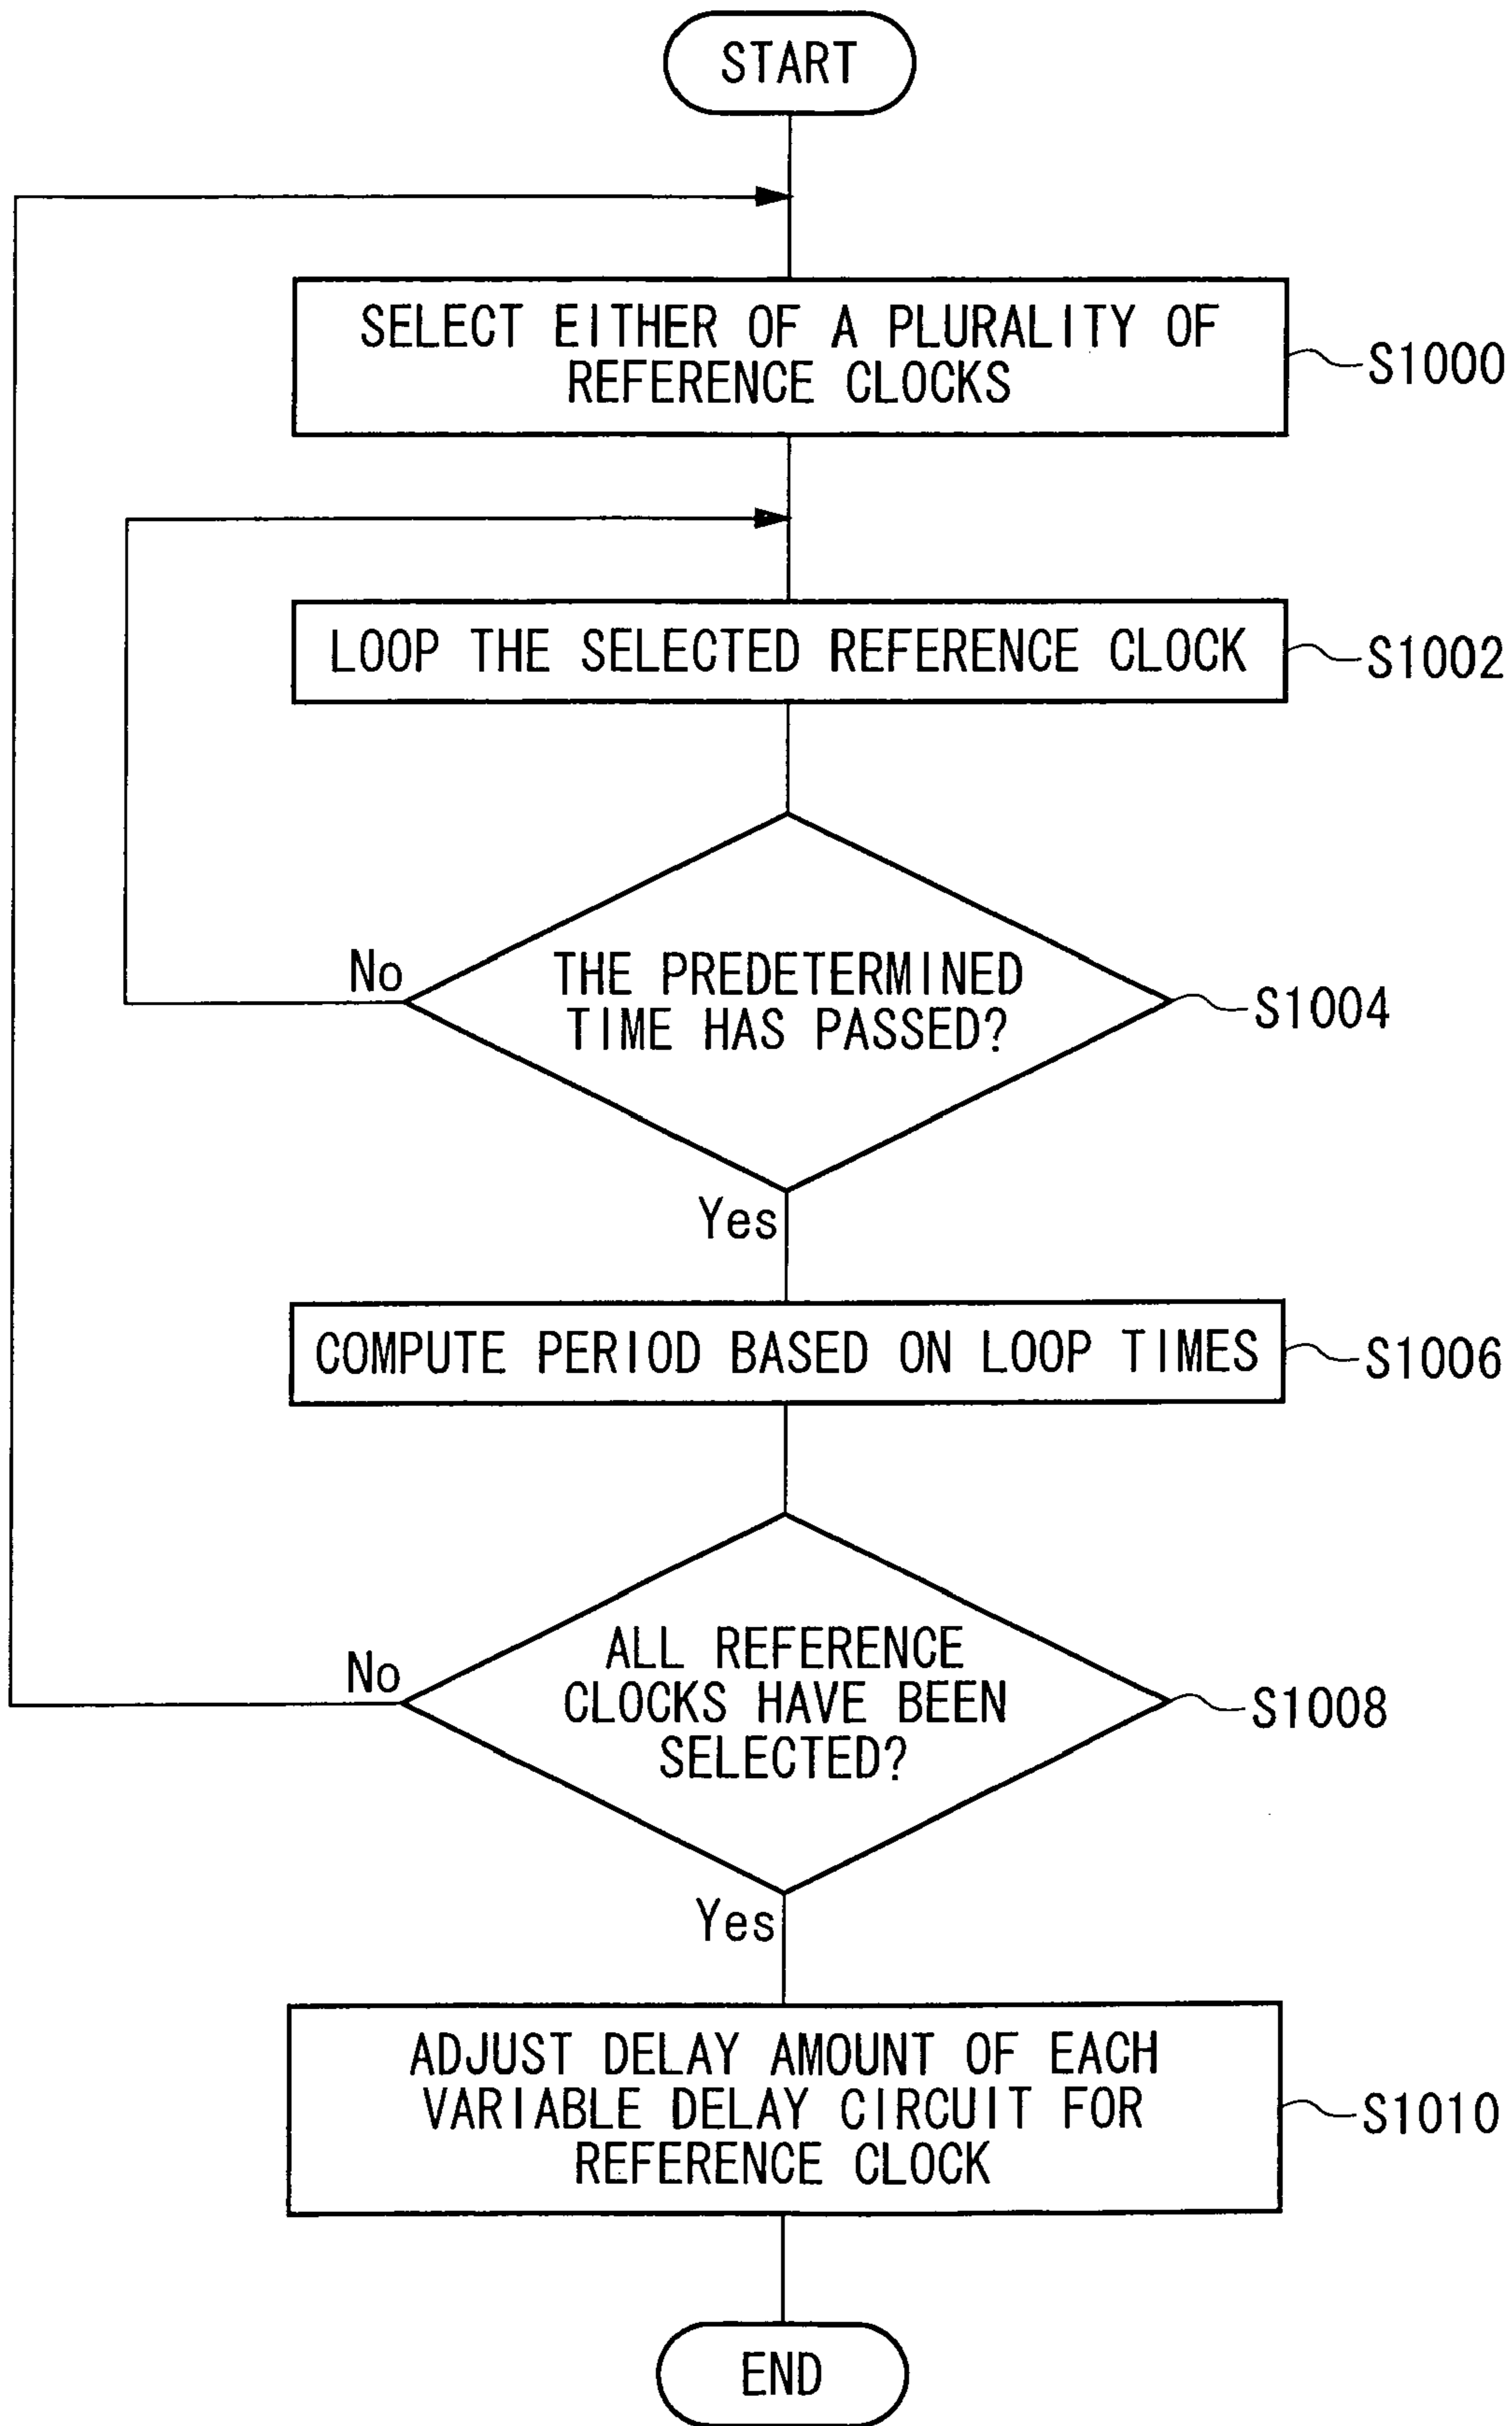 START
SELECT EITHER OF A PLURALITY OF
REFERENCE CLOCKS
S1000
LOOP THE SELECTED REFERENCE CLOCK
S1002
No
THE PREDETERMINED
TIME HAS PASSED?
S1004
Yes
COMPUTE PERIOD BASED ON LOOP TIMES
S1006
No
ALL REFERENCE
CLOCKS HAVE BEEN
SELECTED?
S1008
Yes
ADJUST DELAY AMOUNT OF EACH
VARIABLE DELAY CIRCUIT FOR
REFERENCE CLOCK
S1010
END